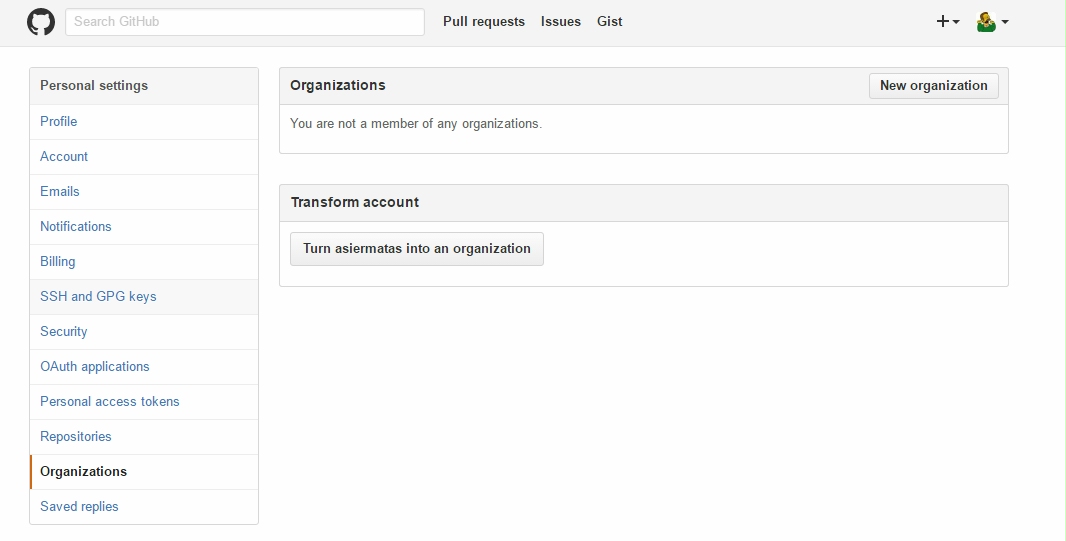 Search GitHub
Pull requests
Issues
Gist
Personal settings
Profile
Account
Emails
Notifications
Billing
SSH and GPG keys
Security
OAuth applications
Personal access tokens
Repositories
Organizations
Saved replies
Organizations
New organization
You are not a member of any organizations.
Transform account
Turn asiermatas into an organization